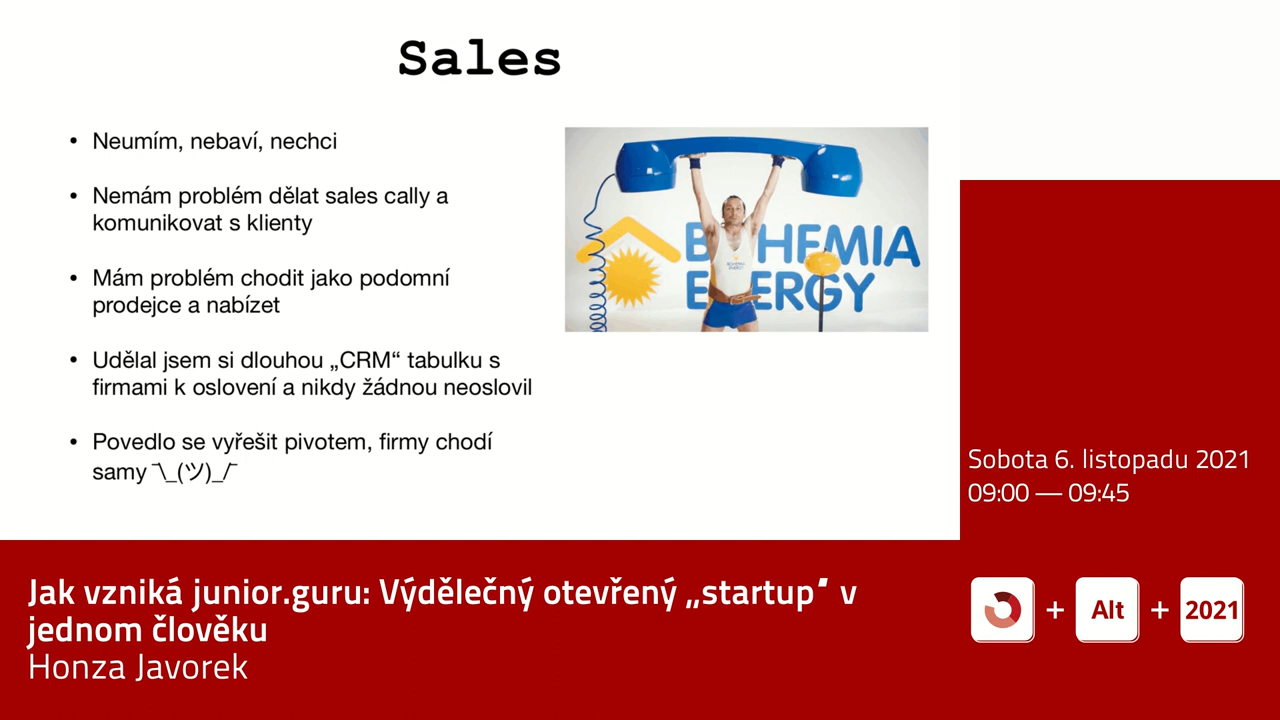 Sales
• Neumím, nebaví, nechci
• Nemám problém dělat sales cally a
komunikovat s klienty
• Mám problém chodit jako podomní
prodejce a nabízet
• Udělal jsem si dlouhou „CRM“ tabulku s
firmami k oslovení a nikdy žádnou neoslovil
• Povedlo se vyřešit pivotem, firmy chodí
samy ¯\_(ツ)_/¯
BOHEMIA
ENERGY
BOHEMIA
ENERGY
Sobota 6. listopadu 2021
09:00 — 09:45
Jak vzniká junior.guru: Výdělečný otevřený „startup“ v
jednom člověku
Honza Javorek
+ Alt + 2021